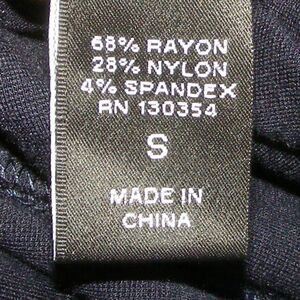 68% RAYON
28% NYLON
4% SPANDEX
RN 130354
S
MADE IN
CHINA